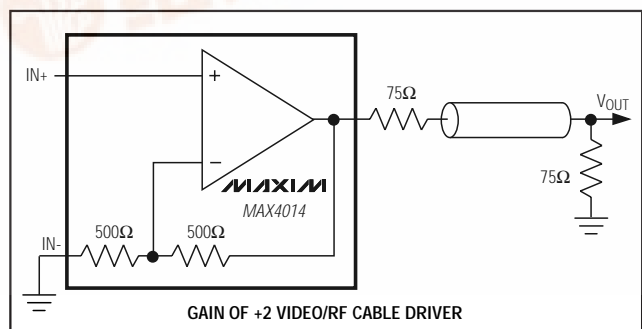 IN+
+
75Ω
VOUT
−
MAXIM
MAX4014
75Ω
IN-
500Ω
500Ω
GAIN OF +2 VIDEO/RF CABLE DRIVER